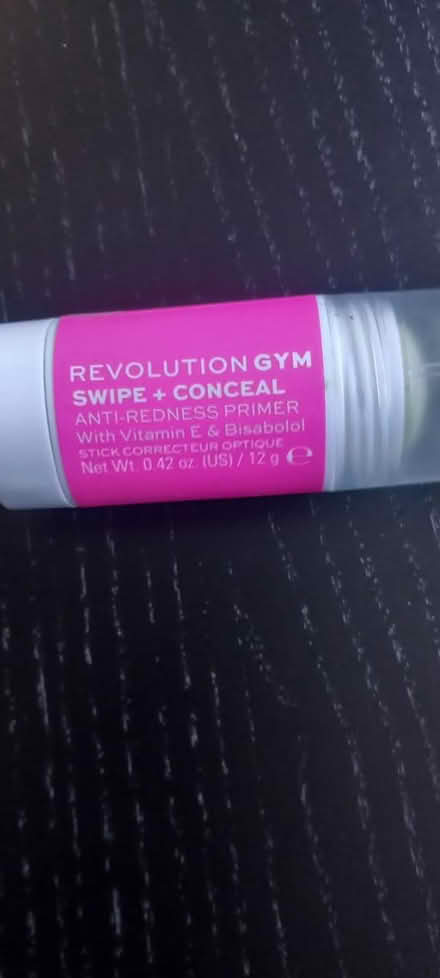 REVOLUTION GYM
SWIPE + CONCEAL
ANTI-REDNESS PRIMER
With Vitamin E & Bisabolol
STICK CORRECTEUR OPTIQUE
Net Wt. 0.42 oz. (US) / 12 g ℮